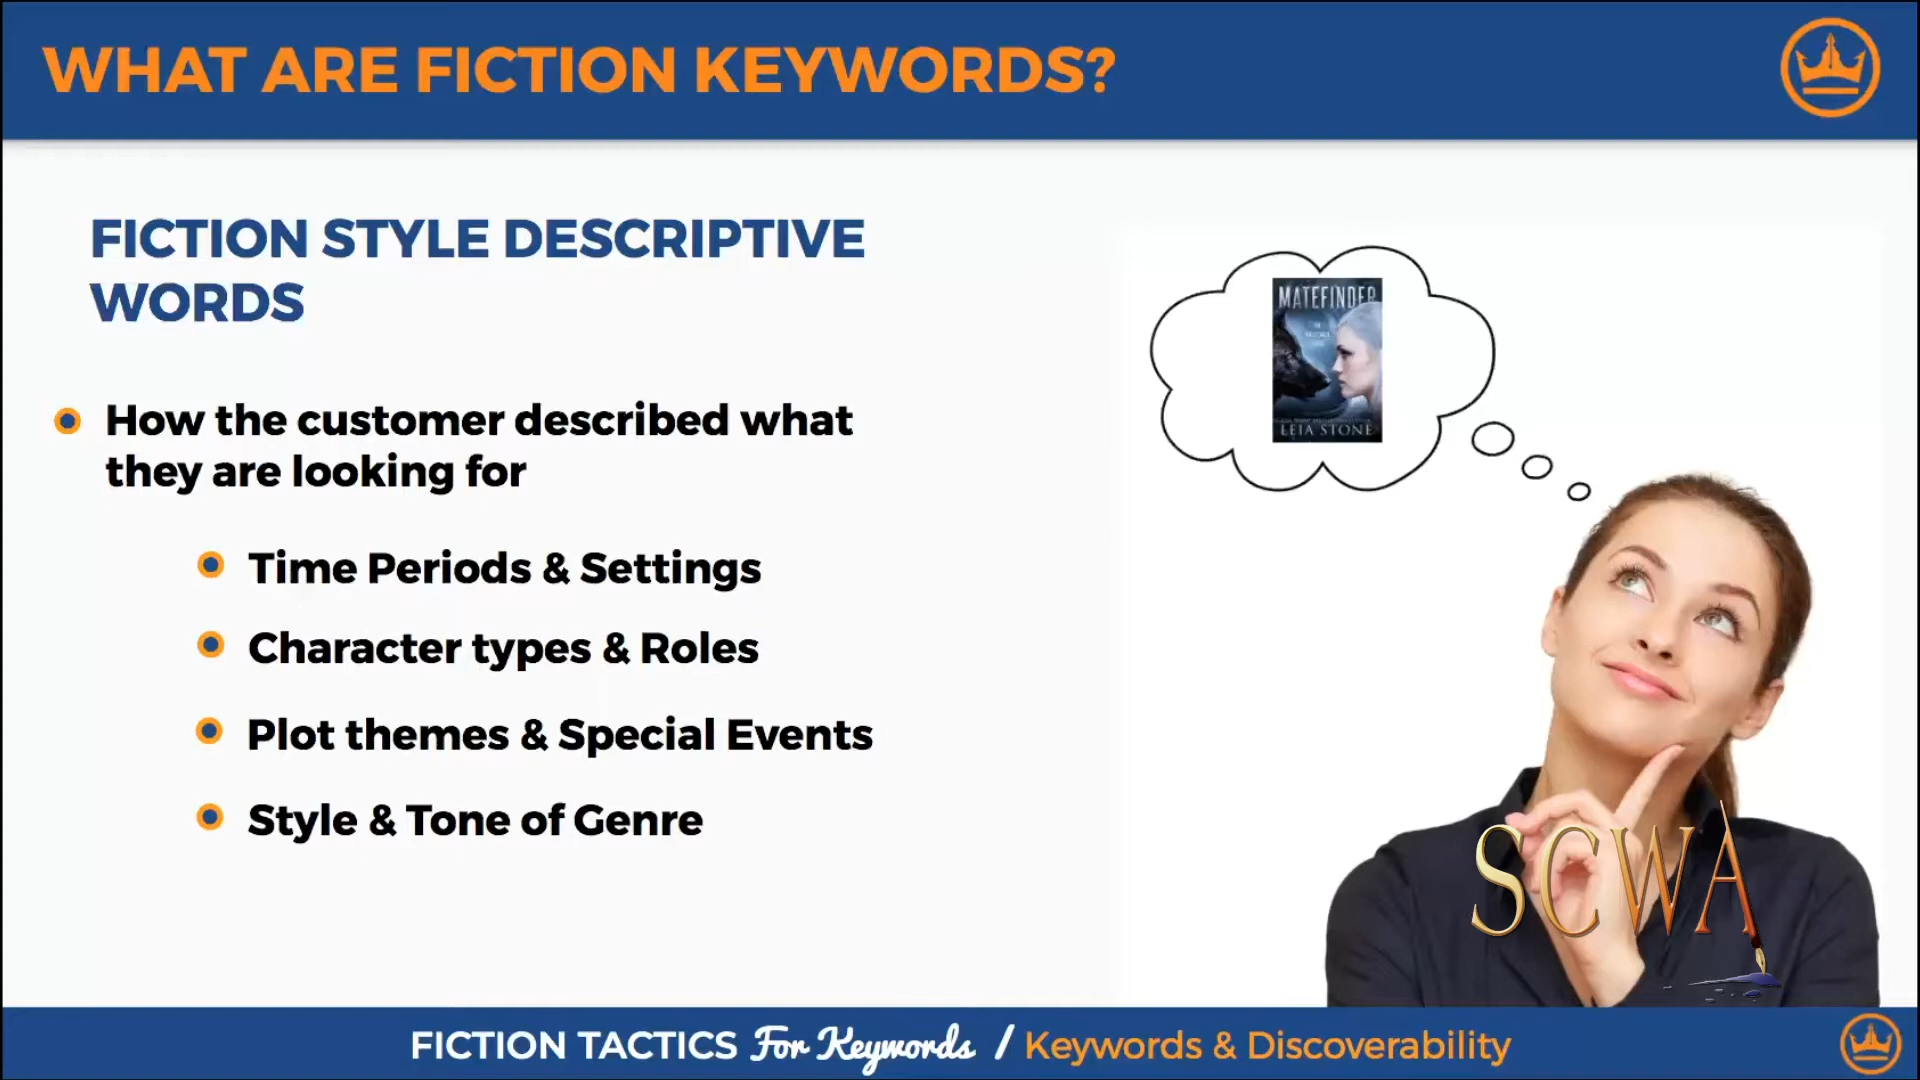 WHAT ARE FICTION KEYWORDS?
FICTION STYLE DESCRIPTIVE
WORDS
How the customer described what
they are looking for
Time Periods & Settings
Character types & Roles
Plot themes & Special Events
Style & Tone of Genre
MATEFINDER
LEIA STONE
SCWA
FICTION TACTICS For Keywords / Keywords & Discoverability